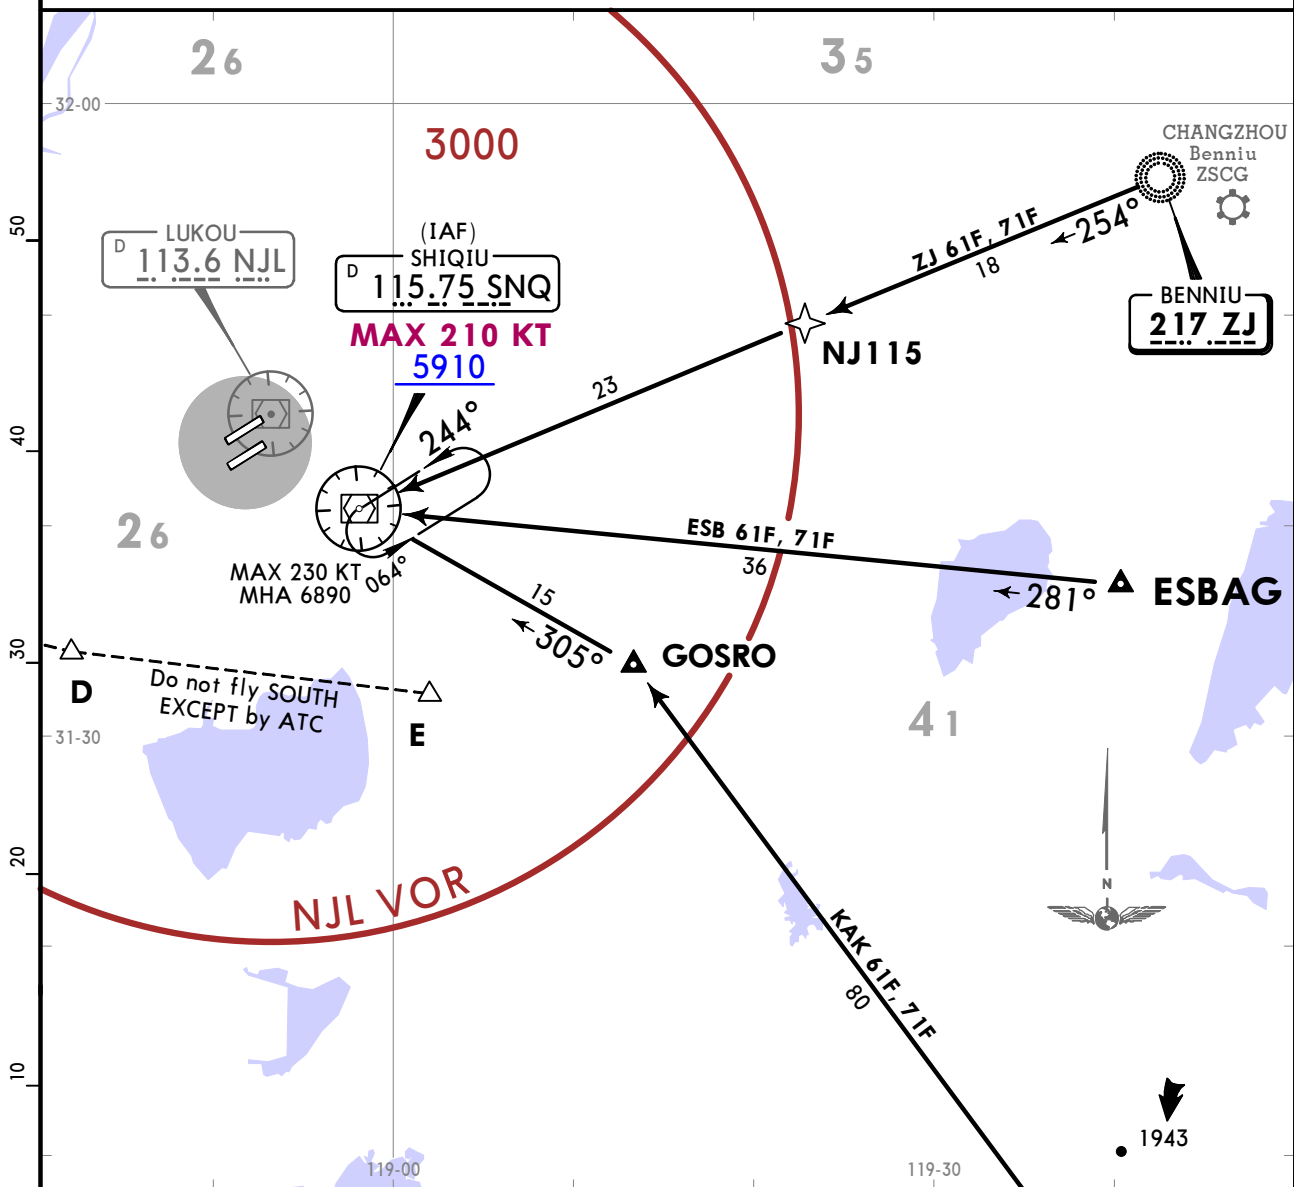 26
35
32-00
3000
CHANGZHOU
Benniu
ZSCG
50
LUKOU
D 113.6 NJL
(IAF)
SHIQIU
D 115.75 SNQ
MAX 210 KT
5910
ZJ 61F, 71F
18
254°
BENNIU
217 ZJ
NJ115
23
40
244°
26
ESB 61F, 71F
36
MAX 230 KT
MHA 6890
064°
281°
ESBAG
15
305°
GOSRO
30
D
Do not fly SOUTH
EXCEPT by ATC
E
31-30
41
20
NJL VOR
N
KAK 61F, 71F
80
10
1943
119-00
119-30